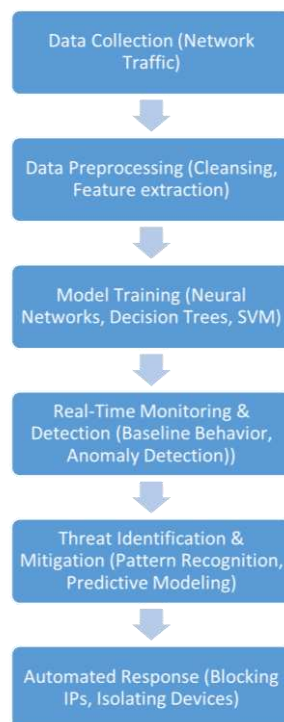 Data Collection (Network
Traffic)
Data Preprocessing (Cleansing,
Feature extraction)
Model Training (Neural
Networks, Decision Trees, SVM)
Real-Time Monitoring &
Detection (Baseline Behavior,
Anomaly Detection))
Threat Identification &
Mitigation (Pattern Recognition,
Predictive Modeling)
Automated Response (Blocking
IPs, Isolating Devices)